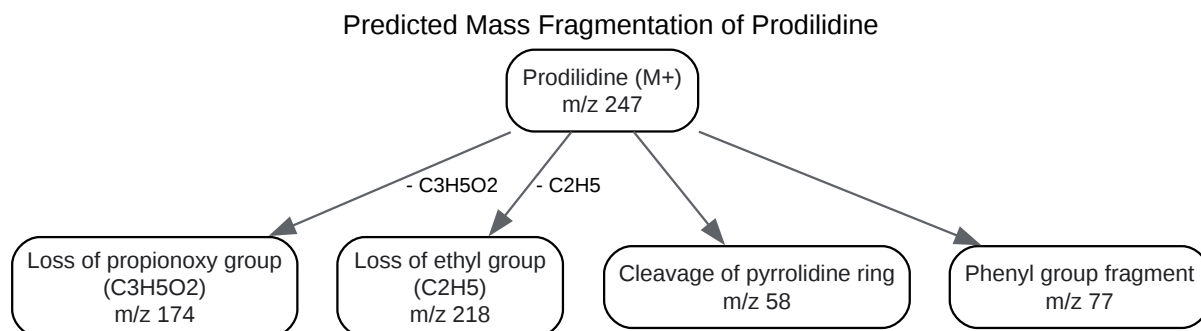 Predicted Mass Fragmentation of Prodilidine
Prodilidine (M+)
m/z 247
- C3H5O2
- C2H5
Loss of propionoxy group
(C3H5O2)
m/z 174
Loss of ethyl group
(C2H5)
m/z 218
Cleavage of pyrrolidine ring
m/z 58
Phenyl group fragment
m/z 77